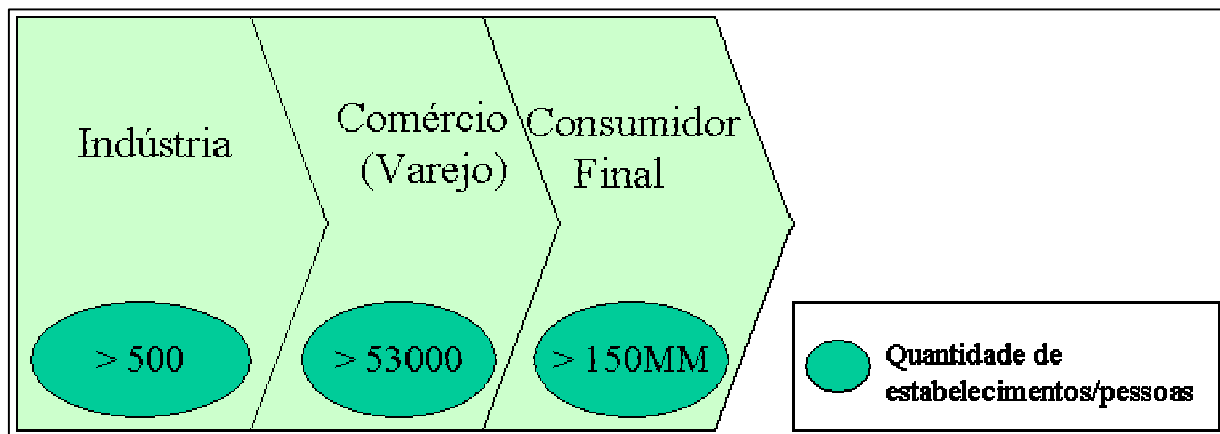 Indústria
Comércio
(Varejo)
Consumidor
Final
> 500
> 53000
> 150MM
Quantidade de
estabelecimentos/pessoas